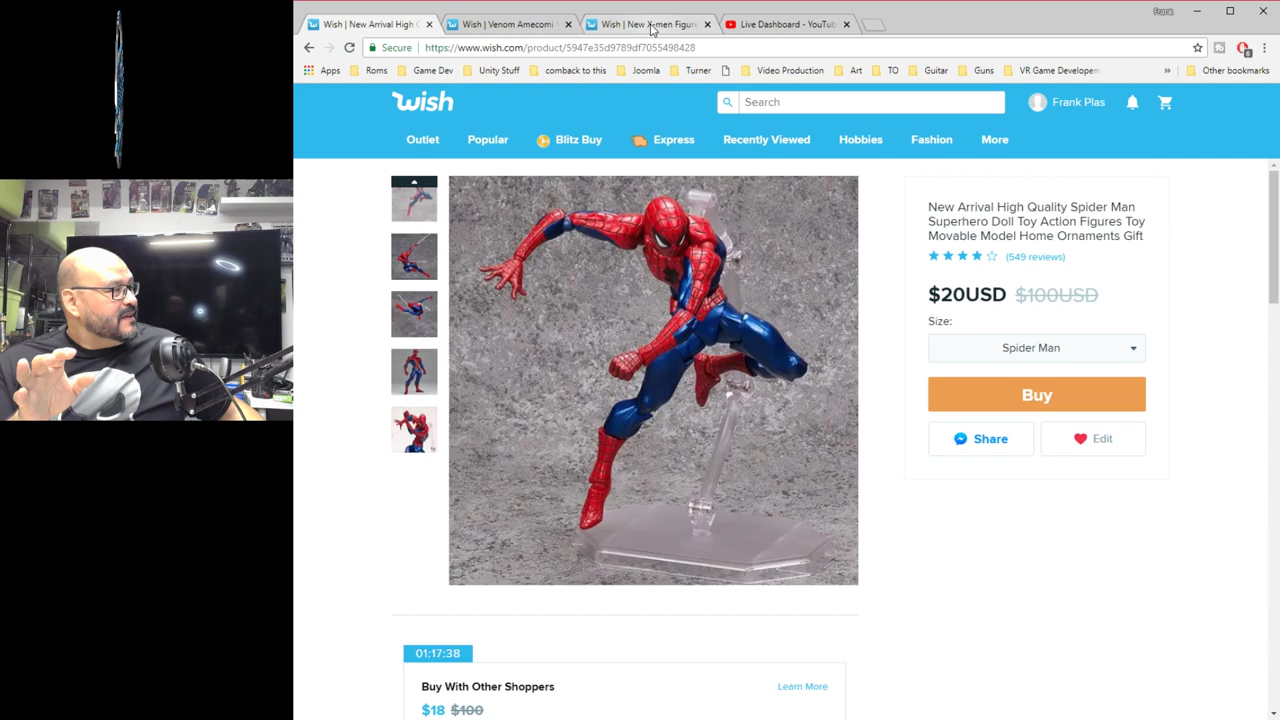 Frank
Wish | New Arrival High Q
Wish | Venom Amecomi Y
Wish | New X-men Figure
Live Dashboard - YouTub
Secure
https://www.wish.com/product/5947e35d9789df7055498428
6
Apps
Roms
Game Dev
Unity Stuff
comback to this
Joomla
Turner
Video Production
Art
TO
Guitar
Guns
VR Game Developem
»
Other bookmarks
wish
Search
Frank Plas
Outlet
Popular
Blitz Buy
Express
Recently Viewed
Hobbies
Fashion
More
New Arrival High Quality Spider Man
Superhero Doll Toy Action Figures Toy
Movable Model Home Ornaments Gift
(549 reviews)
$20USD $100USD
Size:
Spider Man
Buy
Share
Edit
01:17:38
Buy With Other Shoppers
Learn More
$18 $100